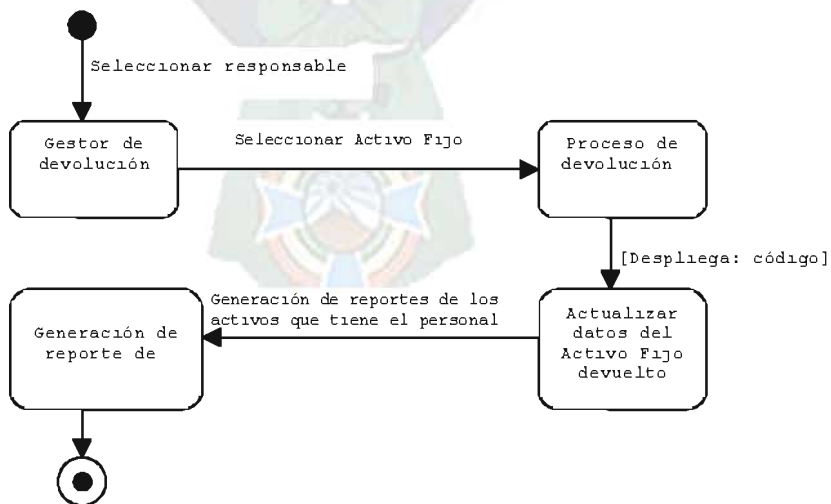 Seleccionar responsable
Gestor de
devolución
Seleccionar Activo Fijo
Proceso de
devolución
[Despliega: código]
Generación de reportes de los
activos que tiene el personal
Generación de
reporte de
Actualizar
datos del
Activo Fijo
devuelto